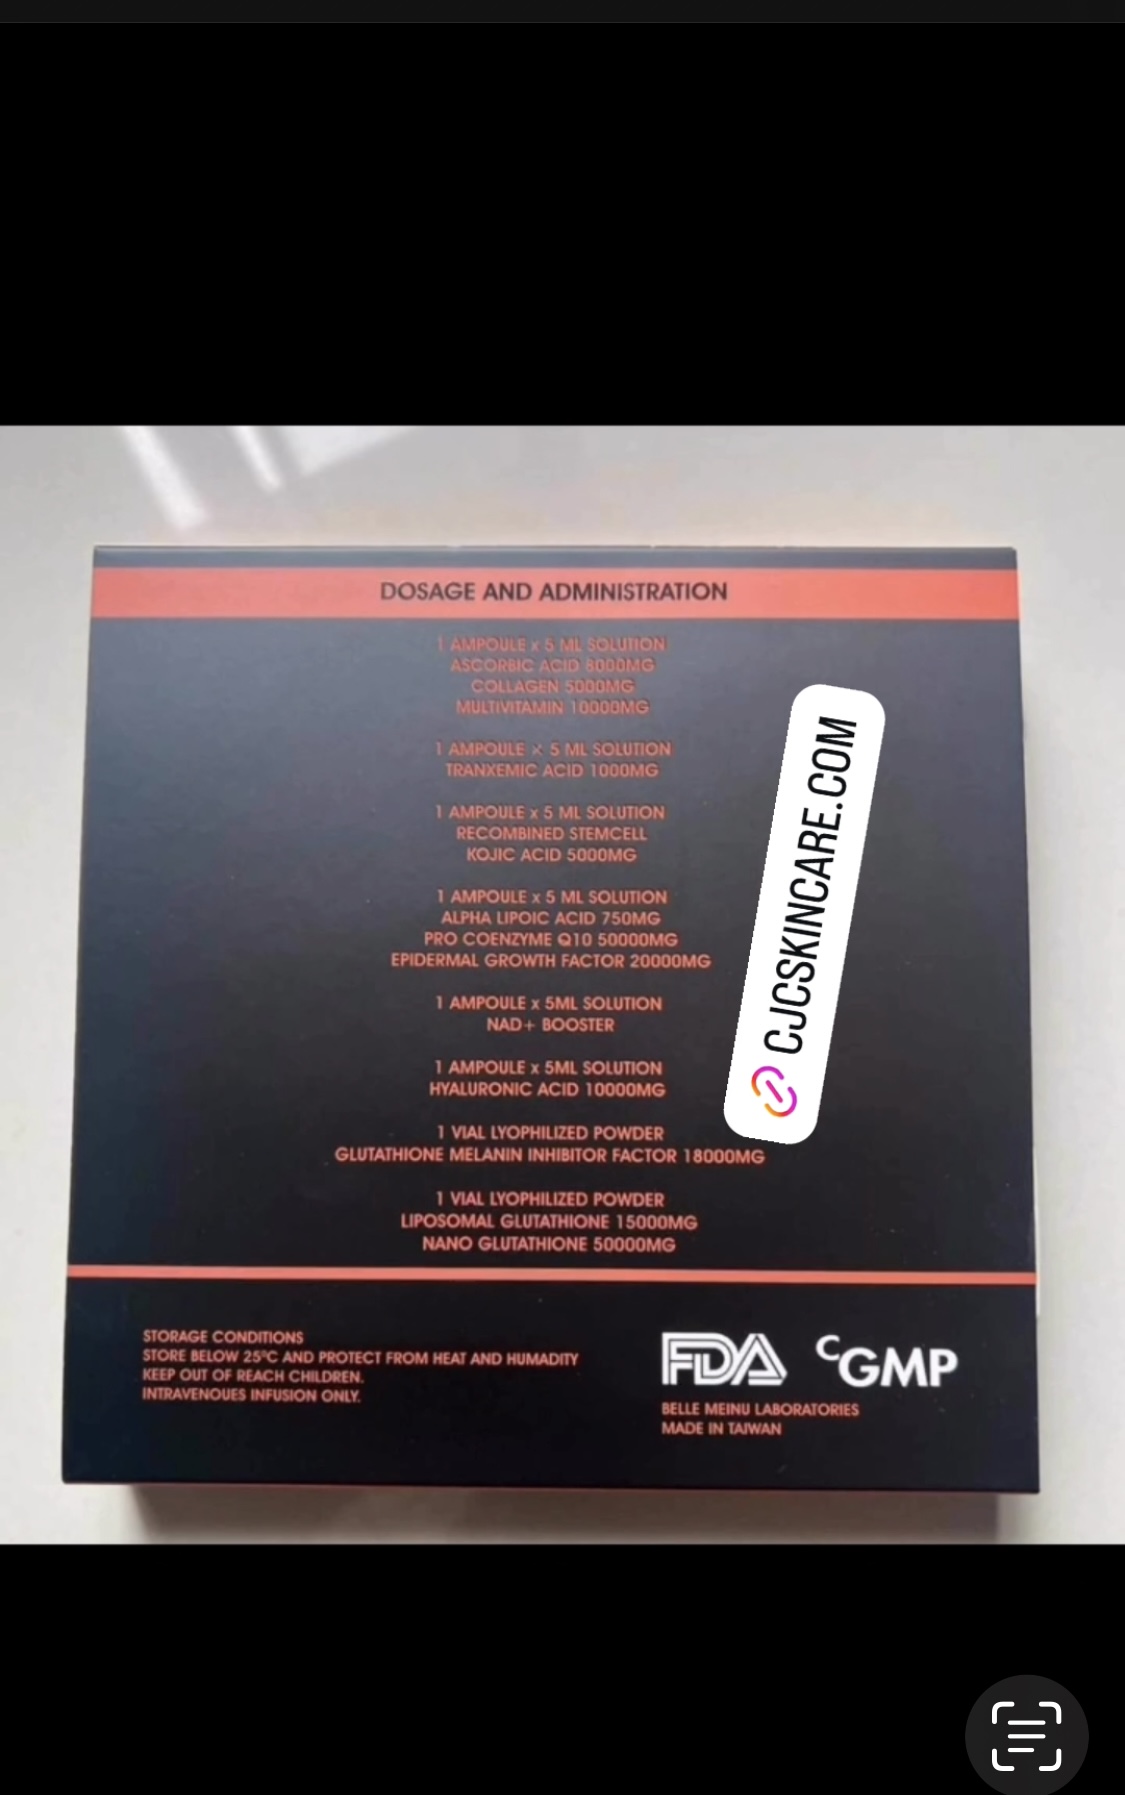 DOSAGE AND ADMINISTRATION
1 AMPOULE x 5 ML SOLUTION
ASCORBIC ACID 8000MG
COLLAGEN 5000MG
MULTIVITAMIN 10000MG
1 AMPOULE × 5 ML SOLUTION
TRANXEMIC ACID 1000MG
1 AMPOULE x 5 ML SOLUTION
RECOMBINED STEMCELL
KOJIC ACID 5000MG
1 AMPOULE x 5 ML SOLUTION
ALPHA LIPOIC ACID 750MG
PRO COENZYME Q10 50000MG
EPIDERMAL GROWTH FACTOR 20000MG
1 AMPOULE x 5ML SOLUTION
NAD+ BOOSTER
1 AMPOULE x 5ML SOLUTION
HYALURONIC ACID 10000MG
1 VIAL LYOPHILIZED POWDER
GLUTATHIONE MELANIN INHIBITOR FACTOR 18000MG
1 VIAL LYOPHILIZED POWDER
LIPOSOMAL GLUTATHIONE 15000MG
NANO GLUTATHIONE 50000MG
CJCSKINCARE.COM
STORAGE CONDITIONS
STORE BELOW 25°C AND PROTECT FROM HEAT AND HUMADITY
KEEP OUT OF REACH CHILDREN.
INTRAVENOUES INFUSION ONLY.
FDA CGMP
BELLE MEINU LABORATORIES
MADE IN TAIWAN